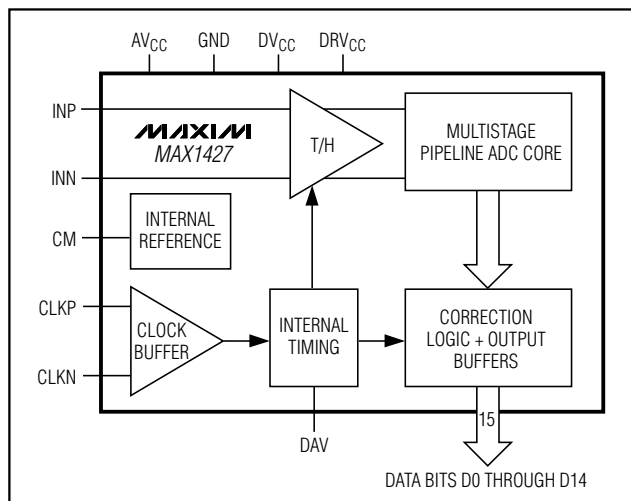 AVCC GND DVCC DRVCC
INP
MAXIM
MAX1427
T/H
MULTISTAGE
PIPELINE ADC CORE
INN
INTERNAL
REFERENCE
CM
CLKP
CLOCK
BUFFER
INTERNAL
TIMING
CORRECTION
LOGIC + OUTPUT
BUFFERS
CLKN
15
DAV
DATA BITS D0 THROUGH D14